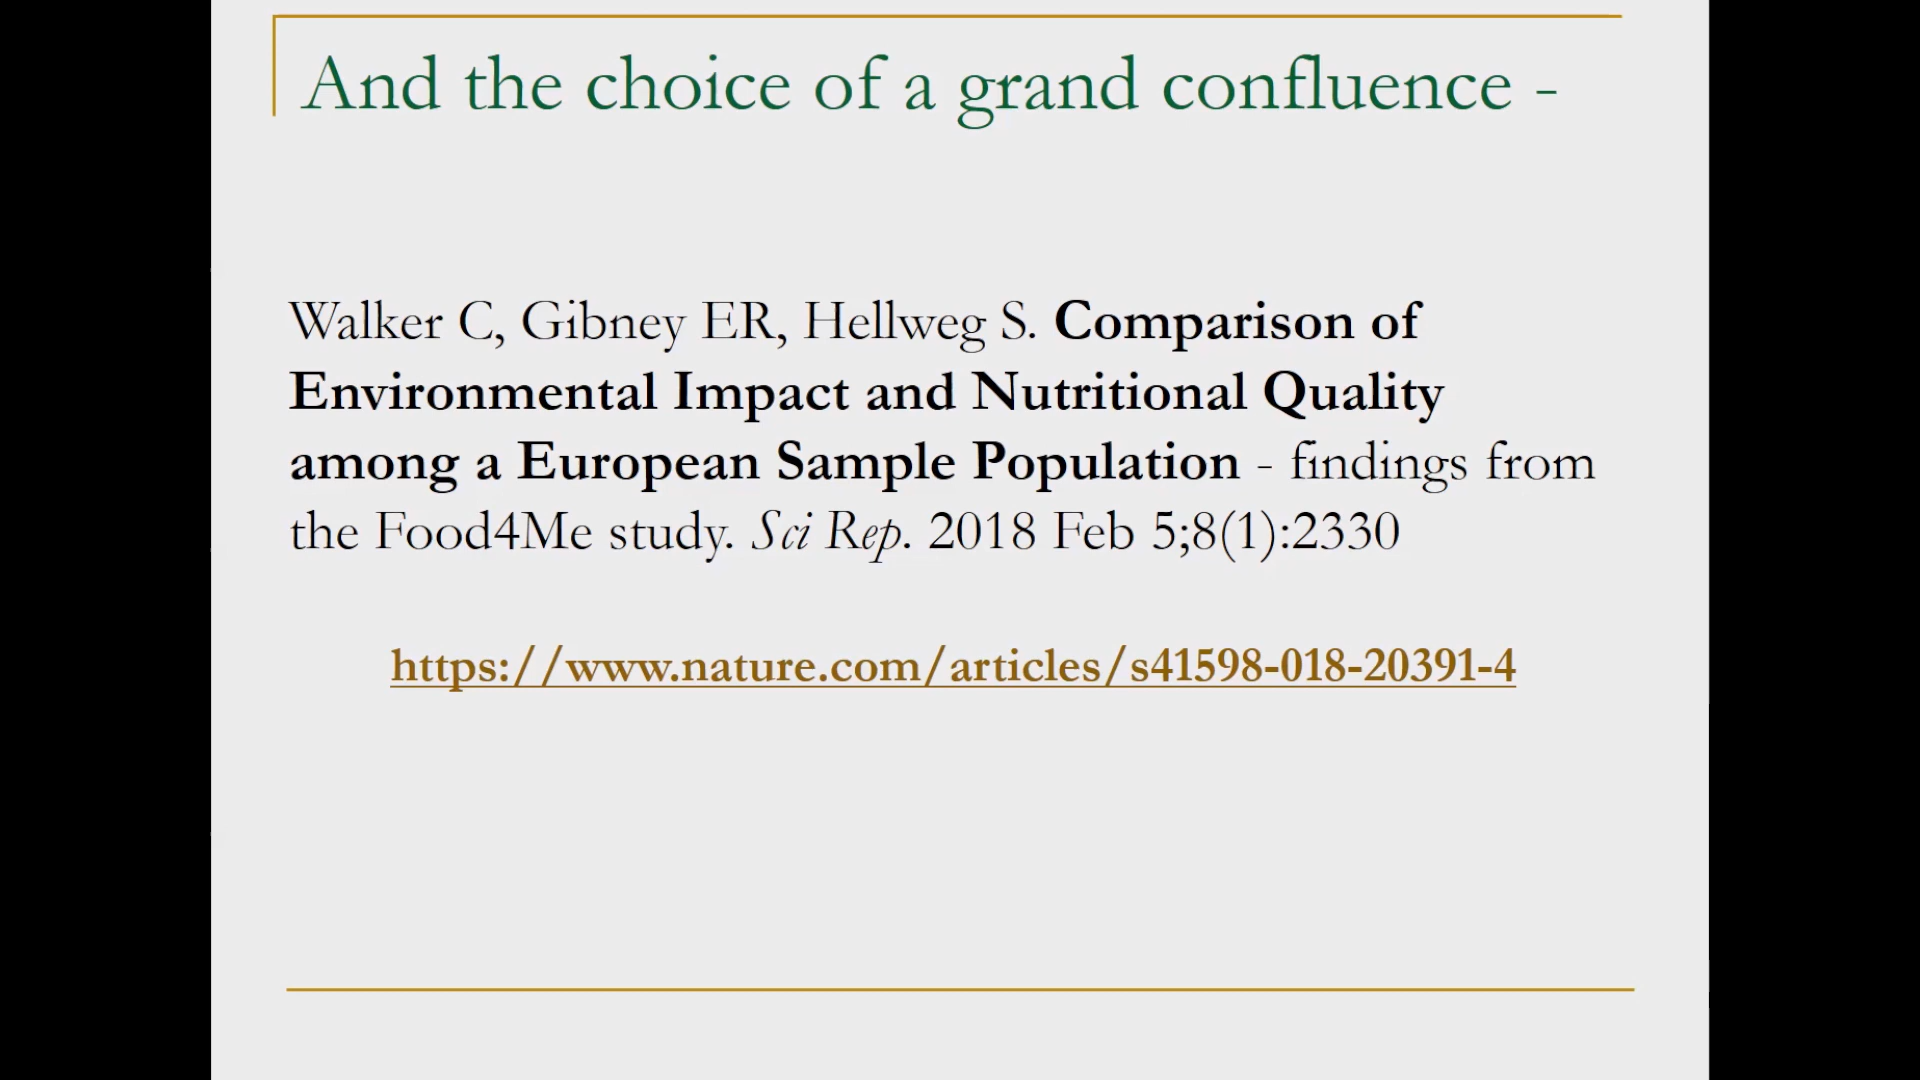 And the choice of a grand confluence -
Walker C, Gibney ER, Hellweg S. Comparison of
Environmental Impact and Nutritional Quality
among a European Sample Population - findings from
the Food4Me study. Sci Rep. 2018 Feb 5;8(1):2330
https://www.nature.com/articles/s41598-018-20391-4